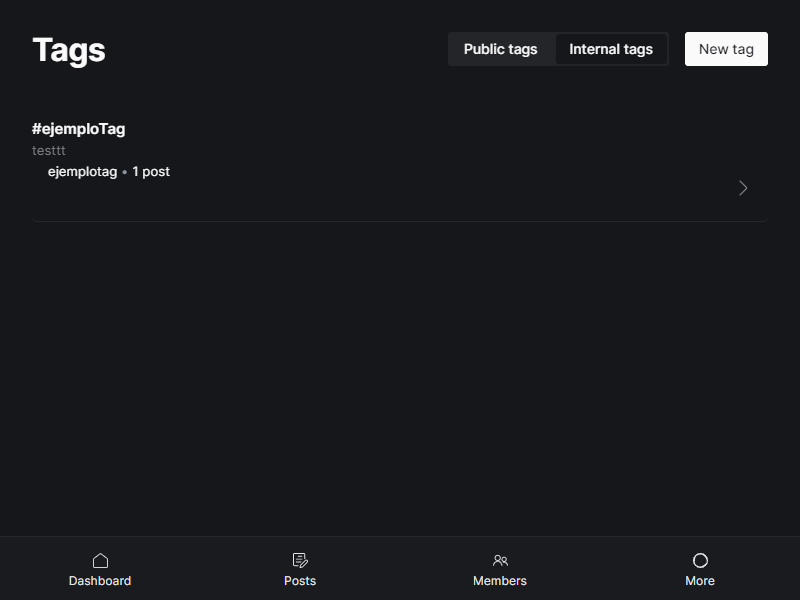 Tags
Public tags
Internal tags
New tag
#ejemploTag
testtt
ejemplotag • 1 post
Dashboard
Posts
Members
More